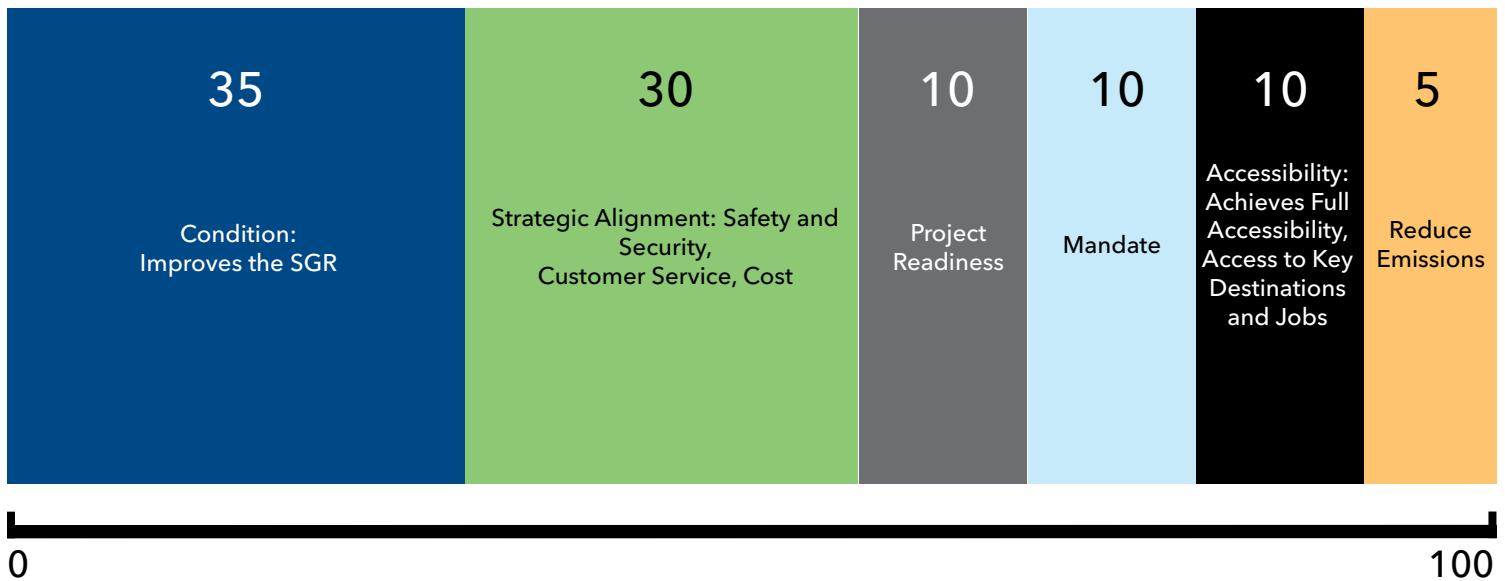 35
Condition:
Improves the SGR
30
Strategic Alignment: Safety and
Security,
Customer Service, Cost
10
Project
Readiness
10
Mandate
10
Accessibility:
Achieves Full
Accessibility,
Access to Key
Destinations
and Jobs
5
Reduce
Emissions
0
100